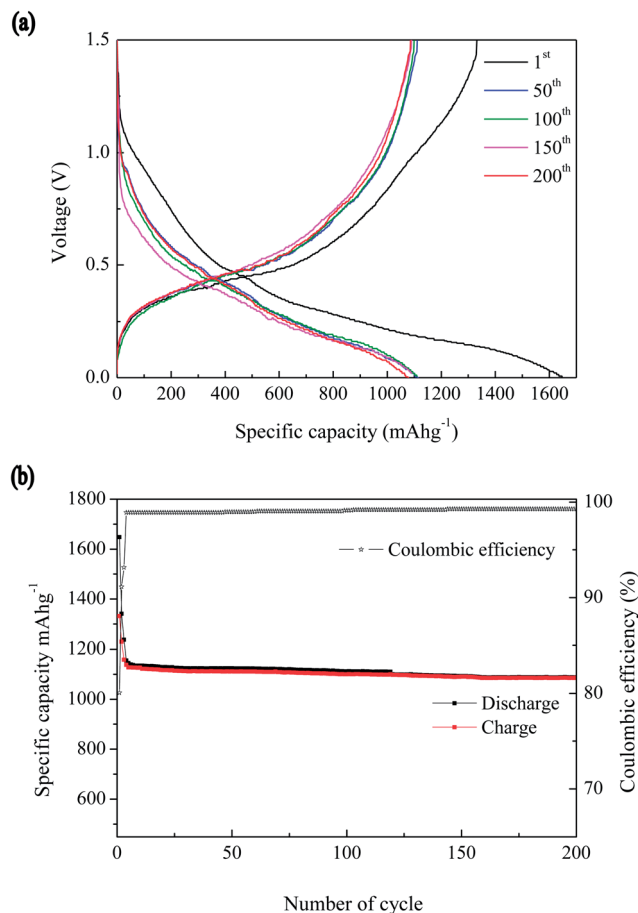 (a)
1.5
1.0
0.5
0.0
Voltage (V)
1st
50th
100th
150th
200th
0 200 400 600 800 1000 1200 1400 1600
Specific capacity (mAhg-1)
(b)
1800
1600
1400
1200
1000
800
600
Specific capacity mAhg-1
Coulombic efficiency
Discharge
Charge
100
90
80
70
Coulombic efficiency (%)
0 50 100 150 200
Number of cycle